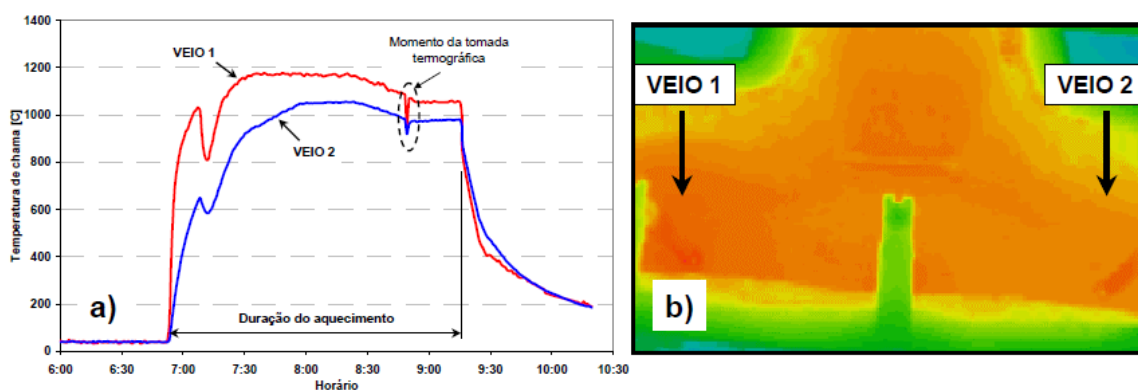 1400
1200
1000
800
600
400
200
0
Temperatura de chama [C]
VEIO 1
VEIO 2
Momento da tomada
termográfica
a)
Duração do aquecimento
6:00 6:30 7:00 7:30 8:00 8:30 9:00 9:30 10:00 10:30
Horário
VEIO 1
VEIO 2
b)